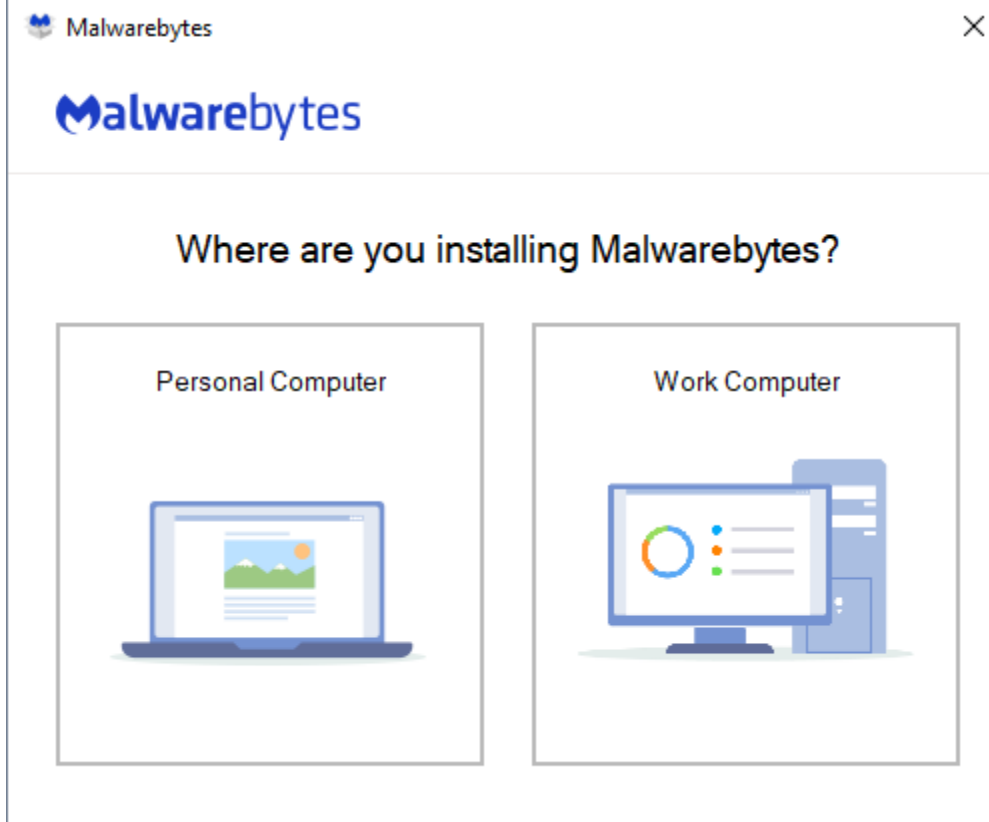 Malwarebytes
Malwarebytes
Where are you installing Malwarebytes?
Personal Computer
Work Computer